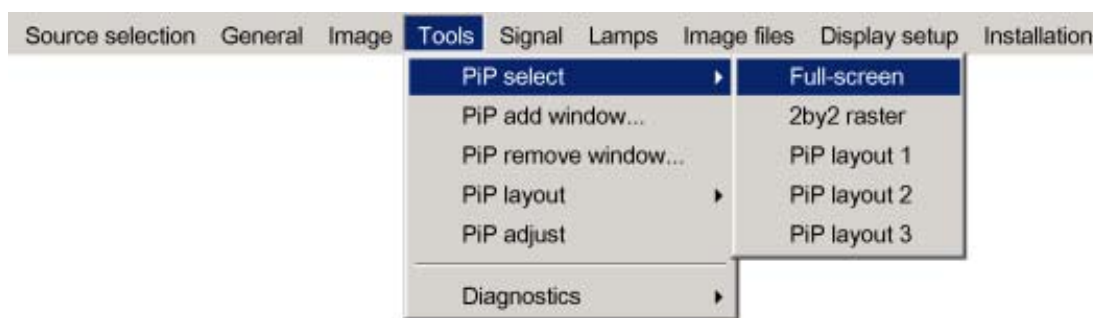 Source selection General Image Tools Signal Lamps Image files Display setup Installation
PiP select
PiP add window...
PiP remove window...
PiP layout
PiP adjust
Diagnostics
Full-screen
2by2 raster
PiP layout 1
PiP layout 2
PiP layout 3